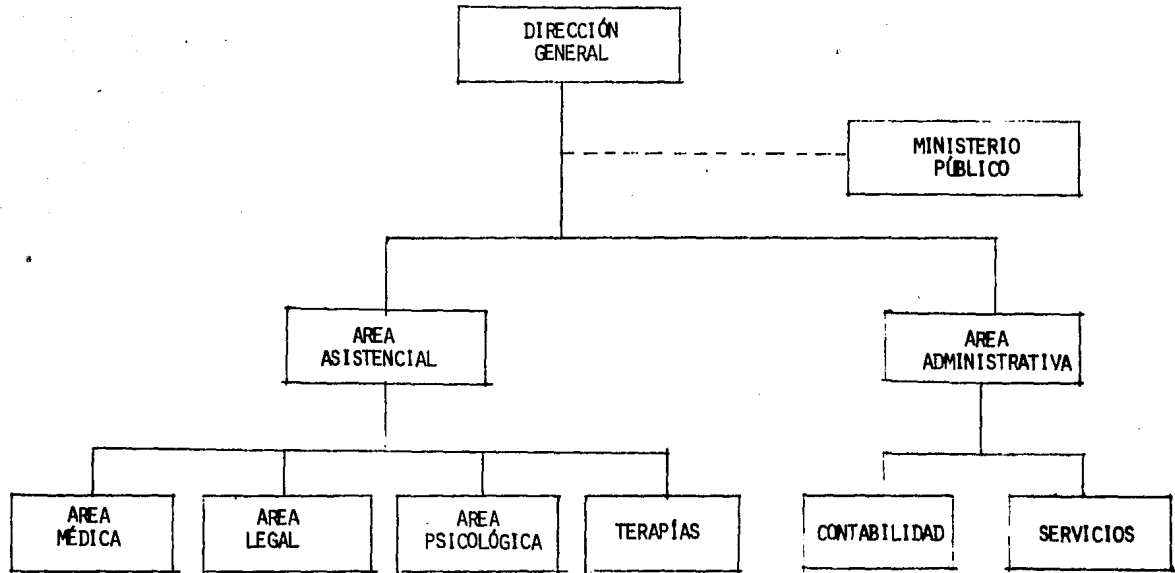 DIRECCIÓN
GENERAL
MINISTERIO
PÚBLICO
AREA
ASISTENCIAL
AREA
ADMINISTRATIVA
AREA
MÉDICA
AREA
LEGAL
AREA
PSICOLÓGICA
TERAPÍAS
CONTABILIDAD
SERVICIOS